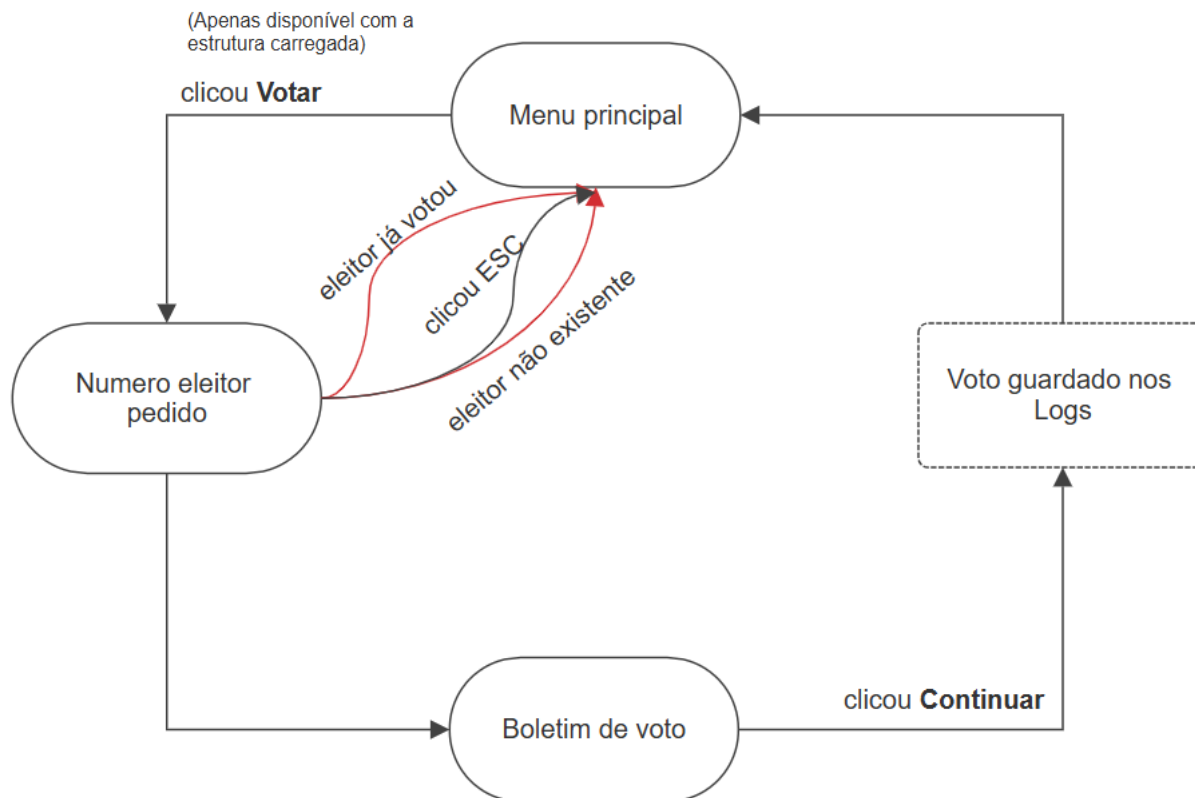 (Apenas disponível com a
estrutura carregada)
clicou Votar
Menu principal
eleitor já votou
clicou ESC
eleitor não existente
Numero eleitor
pedido
Voto guardado nos
Logs
clicou Continuar
Boletim de voto